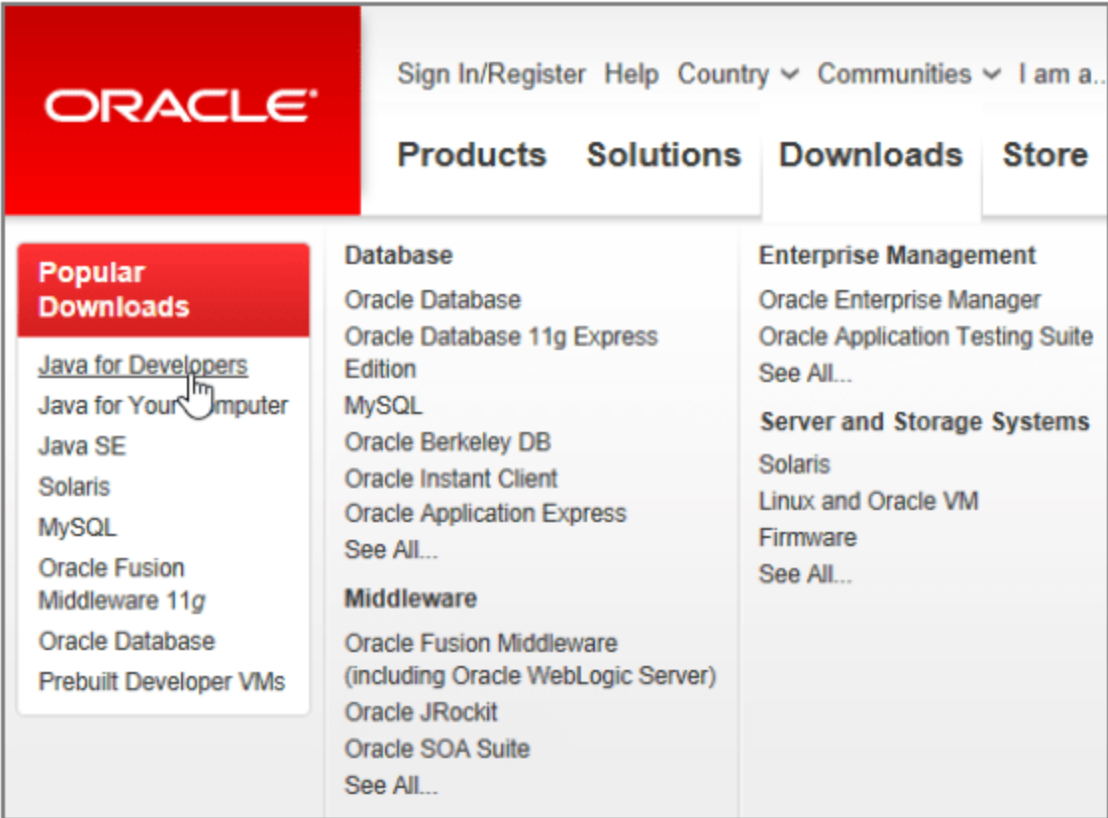 ORACLE
Sign In/Register Help Country Communities I am a..
Products Solutions Downloads Store
Popular
Downloads
Java for Developers
Java for Your mputer
Java SE
Solaris
MySQL
Oracle Fusion
Middleware 11g
Oracle Database
Prebuilt Developer VMs
Database
Oracle Database
Oracle Database 11g Express
Edition
MySQL
Oracle Berkeley DB
Oracle Instant Client
Oracle Application Express
See All...
Middleware
Oracle Fusion Middleware
(including Oracle WebLogic Server)
Oracle JRockit
Oracle SOA Suite
See All...
Enterprise Management
Oracle Enterprise Manager
Oracle Application Testing Suite
See All...
Server and Storage Systems
Solaris
Linux and Oracle VM
Firmware
See All...